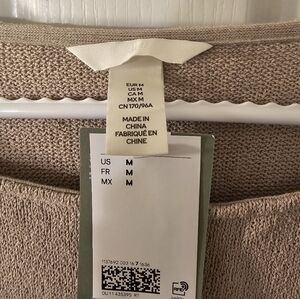 EUR M
US M
CA M
MX M
CN 170/96A
MADE IN
CHINA
FABRIQUÉ EN
CHINE
US M
FR M
MX M